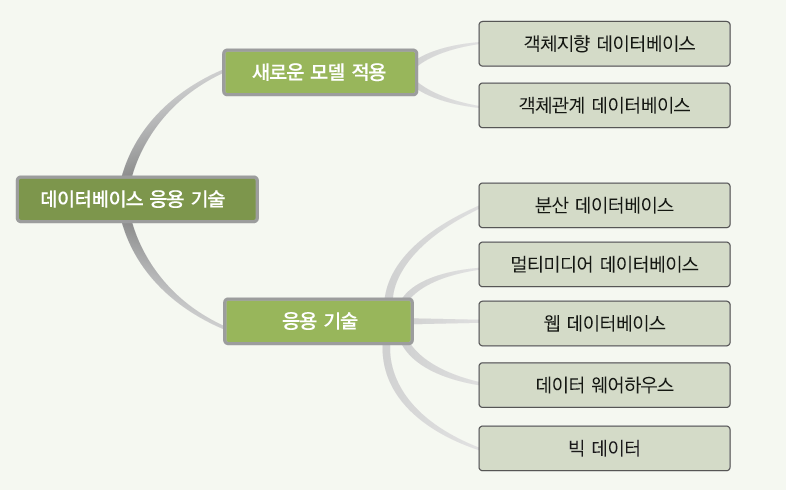 데이터베이스 응용 기술
새로운 모델 적용
객체지향 데이터베이스
객체관계 데이터베이스
응용 기술
분산 데이터베이스
멀티미디어 데이터베이스
웹 데이터베이스
데이터 웨어하우스
빅 데이터